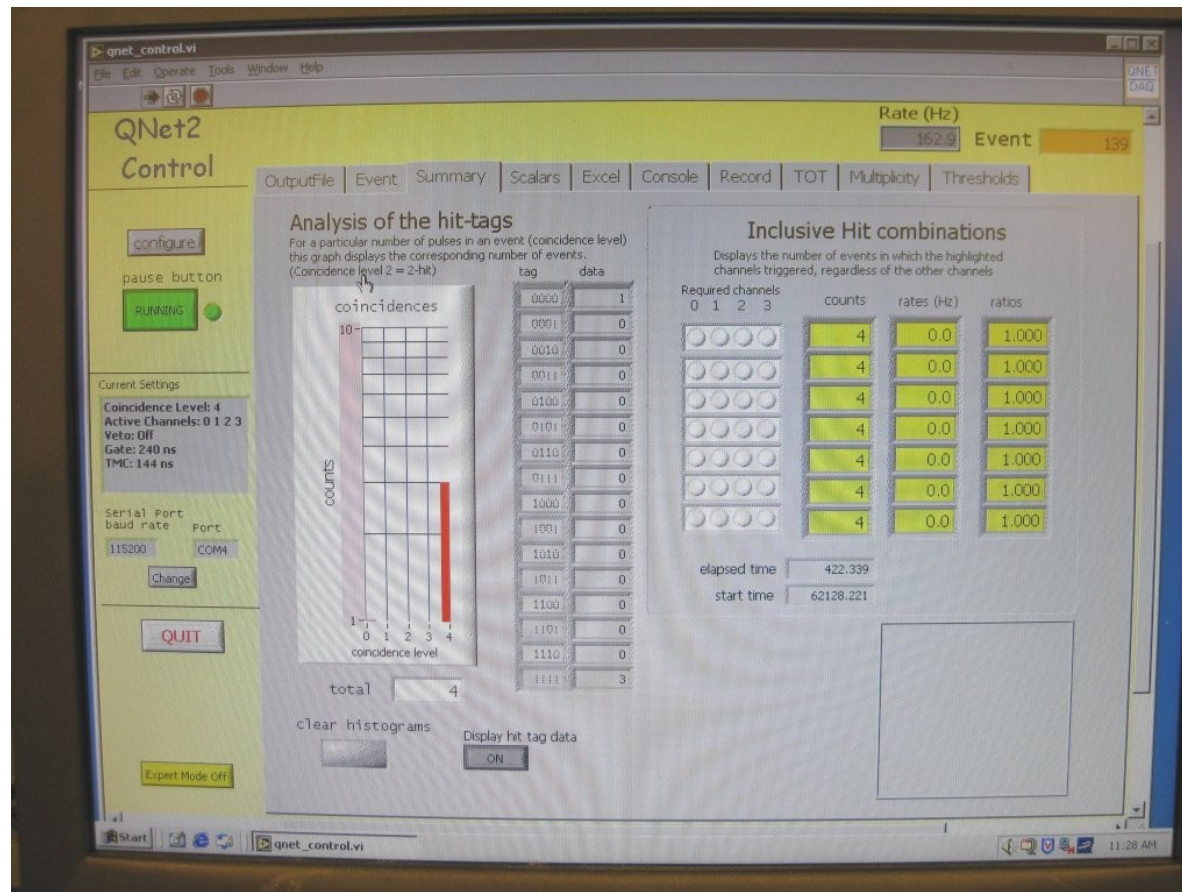 qnet_control.vi
File Edit Operate Tools Window Help
QNET
DAQ
QNet2
Control
Rate (Hz)
162.9
Event
139
OutputFile Event Summary Scalars Excel Console Record TOT Multiplicity Thresholds
configure
pause button
RUNNING
Current Settings
Coincidence Level: 4
Active Channels: 0 1 2 3
Veto: Off
Gate: 240 ns
TMC: 144 ns
Serial Port
baud rate Port
115200 COM4
Change
QUIT
Expert Mode Off
Analysis of the hit-tags
For a particular number of pulses in an event (coincidence level)
this graph displays the corresponding number of events.
(Coincidence level 2 = 2-hit)
coincidences
10
counts
1
0 1 2 3 4
coincidence level
total 4
clear histograms
Display hit tag data
ON
tag data
0000 1
0001 0
0010 0
0011 0
0100 0
0101 0
0110 0
0111 0
1000 0
1001 0
1010 0
1011 0
1100 0
1101 0
1110 0
1111 3
Inclusive Hit combinations
Displays the number of events in which the highlighted
channels triggered, regardless of the other channels
Required channels
0 1 2 3
counts rates (Hz) ratios
4 0.0 1.000
4 0.0 1.000
4 0.0 1.000
4 0.0 1.000
4 0.0 1.000
4 0.0 1.000
4 0.0 1.000
elapsed time 422.339
start time 62128.221
Start
qnet_control.vi
11:28 AM